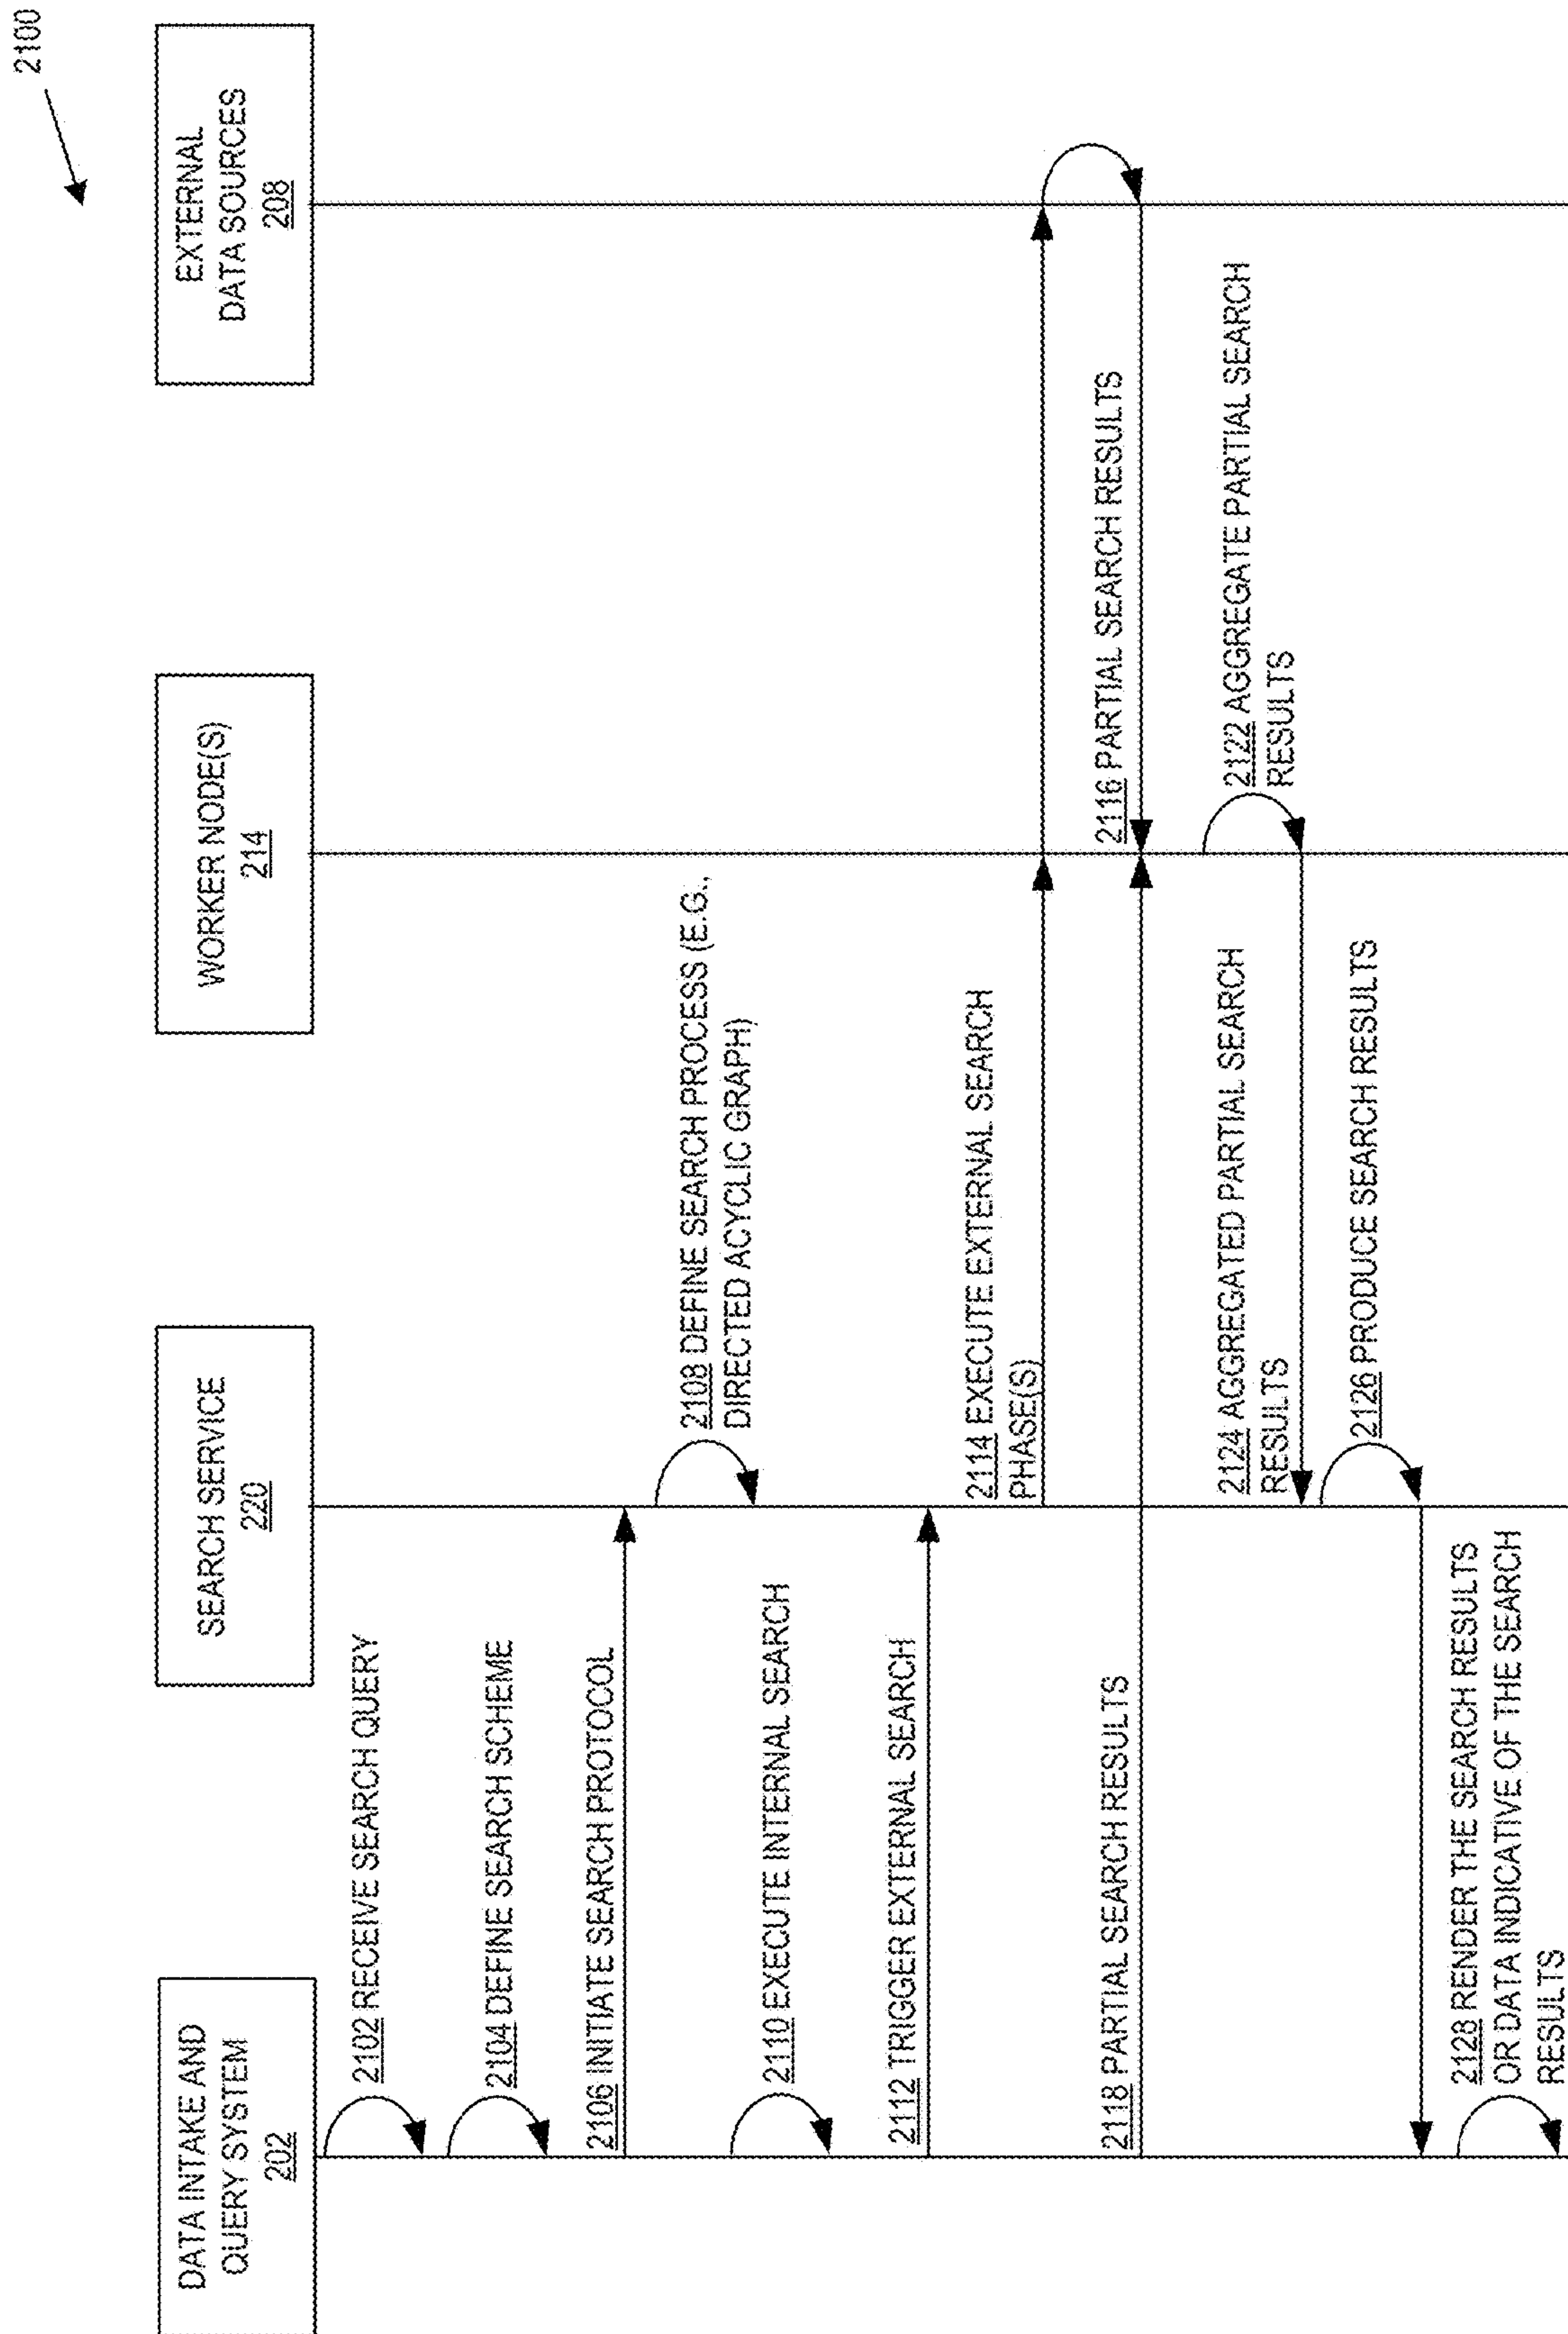 2100
DATA INTAKE AND
QUERY SYSTEM
202
SEARCH SERVICE
220
WORKER NODE(S)
214
EXTERNAL
DATA SOURCES
208
2102 RECEIVE SEARCH QUERY
2104 DEFINE SEARCH SCHEME
2106 INITIATE SEARCH PROTOCOL
2108 DEFINE SEARCH PROCESS (E.G.,
DIRECTED ACYCLIC GRAPH)
2110 EXECUTE INTERNAL SEARCH
2112 TRIGGER EXTERNAL SEARCH
2114 EXECUTE EXTERNAL SEARCH
PHASE(S)
2116 PARTIAL SEARCH RESULTS
2118 PARTIAL SEARCH RESULTS
2122 AGGREGATE PARTIAL SEARCH
RESULTS
2124 AGGREGATED PARTIAL SEARCH
RESULTS
2126 PRODUCE SEARCH RESULTS
2128 RENDER THE SEARCH RESULTS
OR DATA INDICATIVE OF THE SEARCH
RESULTS